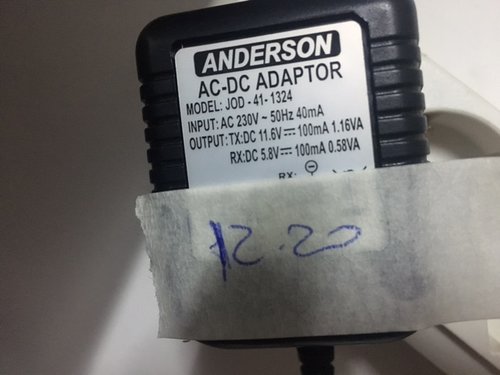 ANDERSON
AC-DC ADAPTOR
MODEL: JOD - 41- 1324
INPUT: AC 230V ~ 50Hz 40mA
OUTPUT: TX:DC 11.6V⎓ 100mA 1.16VA
RX:DC 5.8V⎓ 100mA 0.58VA
RX:
12.20